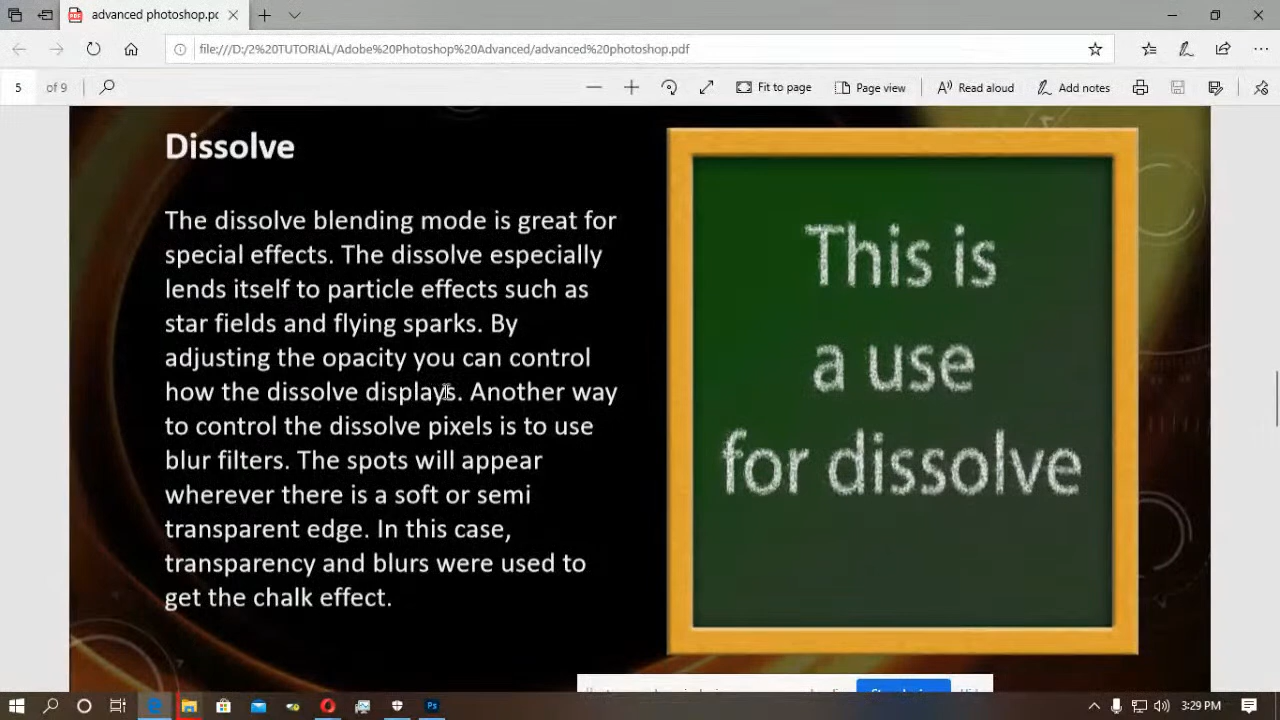 advanced photoshop.pc
file:///D:/2%20TUTORIAL/Adobe%20Photoshop%20Advanced/advanced%20photoshop.pdf
5 of 9
Fit to page
Page view
Read aloud
Add notes
Dissolve
The dissolve blending mode is great for
special effects. The dissolve especially
lends itself to particle effects such as
star fields and flying sparks. By
adjusting the opacity you can control
how the dissolve displays. Another way
to control the dissolve pixels is to use
blur filters. The spots will appear
wherever there is a soft or semi
transparent edge. In this case,
transparency and blurs were used to
get the chalk effect.
This is
a use
for dissolve
Ps
3:29 PM